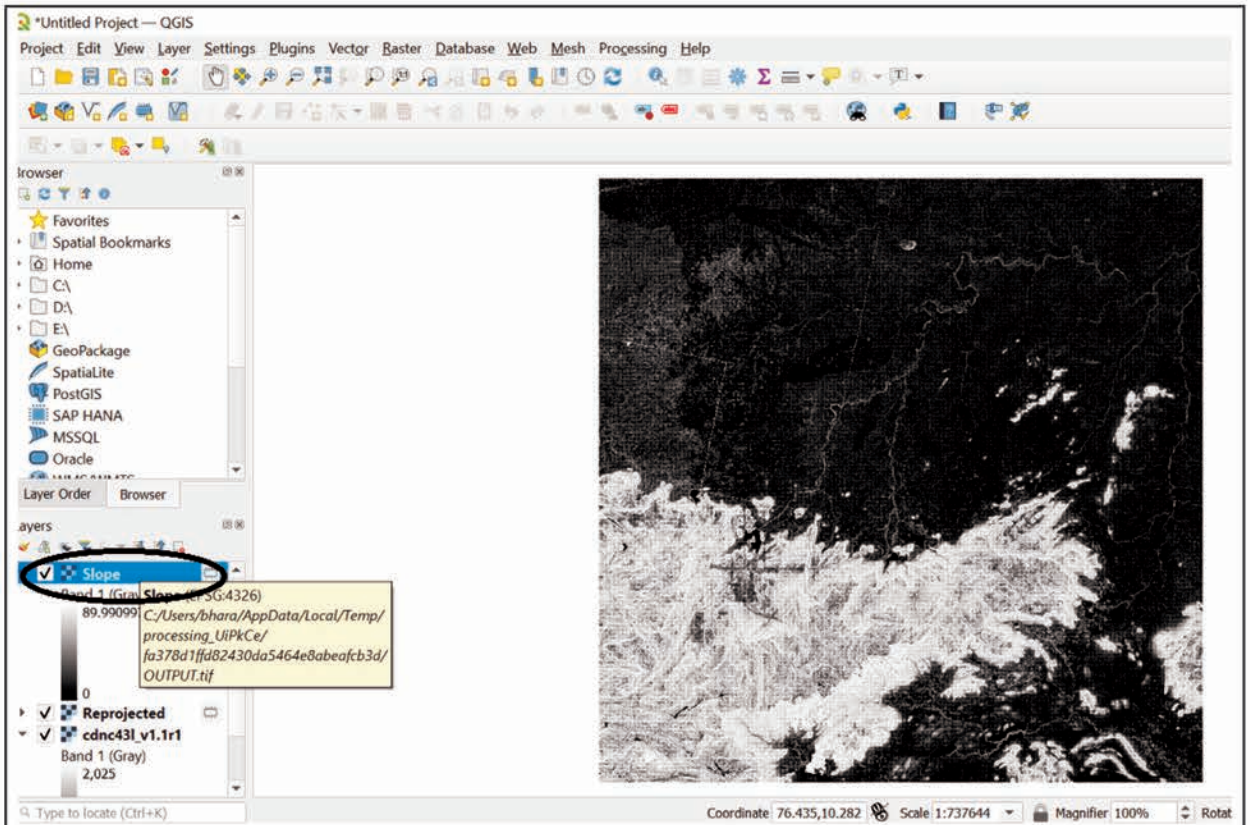 *Untitled Project — QGIS
Project Edit View Layer Settings Plugins Vector Raster Database Web Mesh Processing Help
Browser
Favorites
Spatial Bookmarks
Home
C:\
D:\
E:\
GeoPackage
SpatiaLite
PostGIS
SAP HANA
MSSQL
Oracle
Layer Order Browser
ayers
Slope
Band 1 (Gray
89.99099
0
Slope (EPSG:4326)
C:/Users/bhara/AppData/Local/Temp/
processing_UiPkCe/
fa378d1ffd82430da5464e8abeafcb3d/
OUTPUT.tif
Reprojected
cdnc43l_v1.1r1
Band 1 (Gray)
2,025
Type to locate (Ctrl+K)
Coordinate 76.435,10.282 Scale 1:737644 Magnifier 100% Rotat